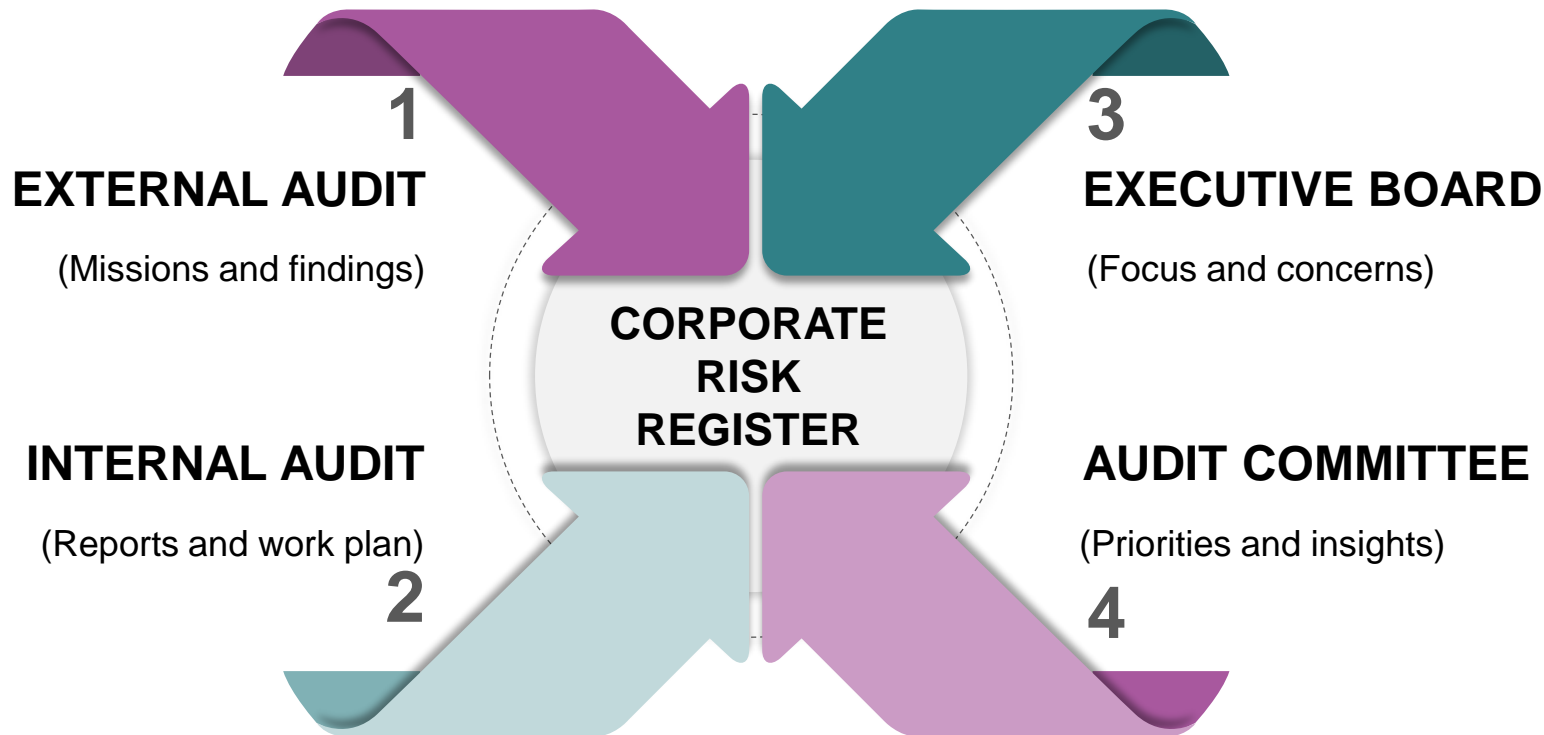 1
EXTERNAL AUDIT
(Missions and findings)
INTERNAL AUDIT
(Reports and work plan)
2
CORPORATE
RISK
REGISTER
3
EXECUTIVE BOARD
(Focus and concerns)
AUDIT COMMITTEE
(Priorities and insights)
4